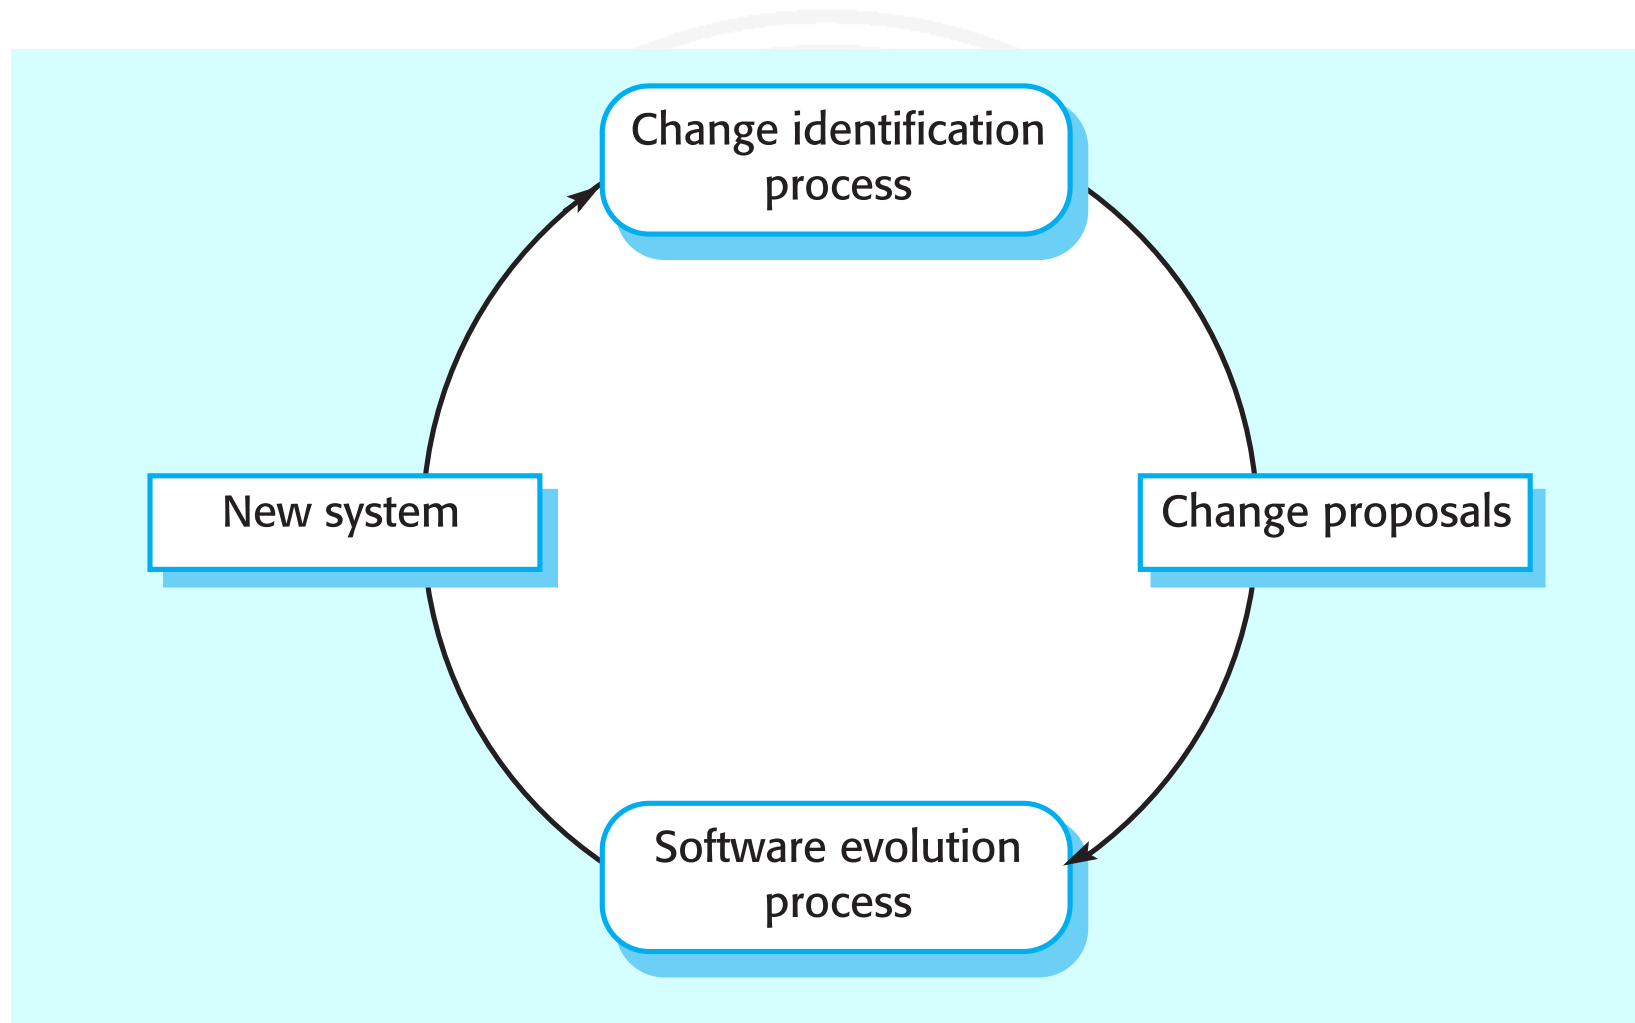 Change identification
process
New system
Change proposals
Software evolution
process